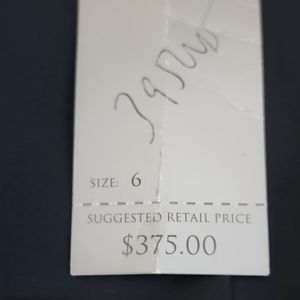 SIZE: 6
SUGGESTED RETAIL PRICE
$375.00